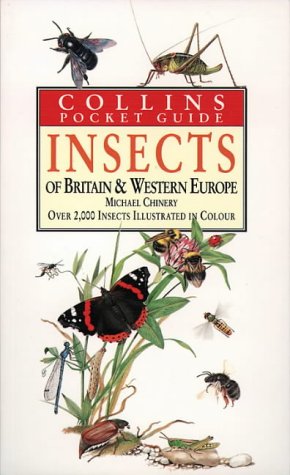 COLLINS
POCKET GUIDE
INSECTS
OF BRITAIN & WESTERN EUROPE
MICHAEL CHINERY
OVER 2,000 INSECTS ILLUSTRATED IN COLOUR